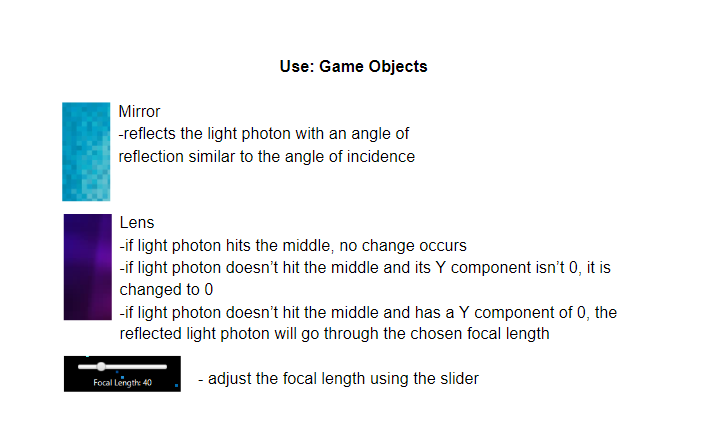 Use: Game Objects
Mirror
-reflects the light photon with an angle of
reflection similar to the angle of incidence
Lens
-if light photon hits the middle, no change occurs
-if light photon doesn’t hit the middle and its Y component isn’t 0, it is
changed to 0
-if light photon doesn’t hit the middle and has a Y component of 0, the
reflected light photon will go through the chosen focal length
Focal Length: 40
- adjust the focal length using the slider